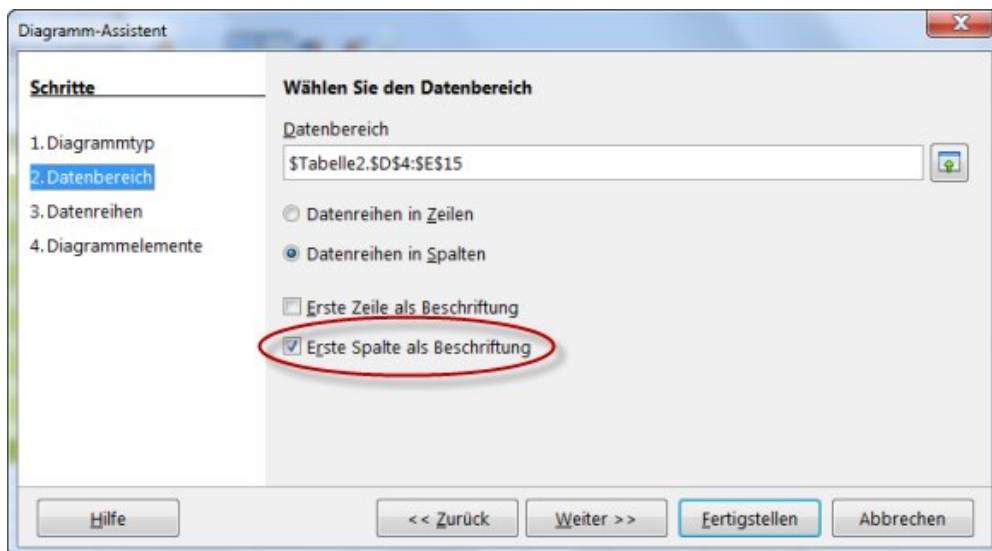 Diagramm-Assistent
Schritte
1. Diagrammtyp
2. Datenbereich
3. Datenreihen
4. Diagrammelemente
Wählen Sie den Datenbereich
Datenbereich
$Tabelle2.$D$4:$E$15
Datenreihen in Zeilen
Datenreihen in Spalten
Erste Zeile als Beschriftung
Erste Spalte als Beschriftung
Hilfe
<< Zurück
Weiter >>
Fertigstellen
Abbrechen